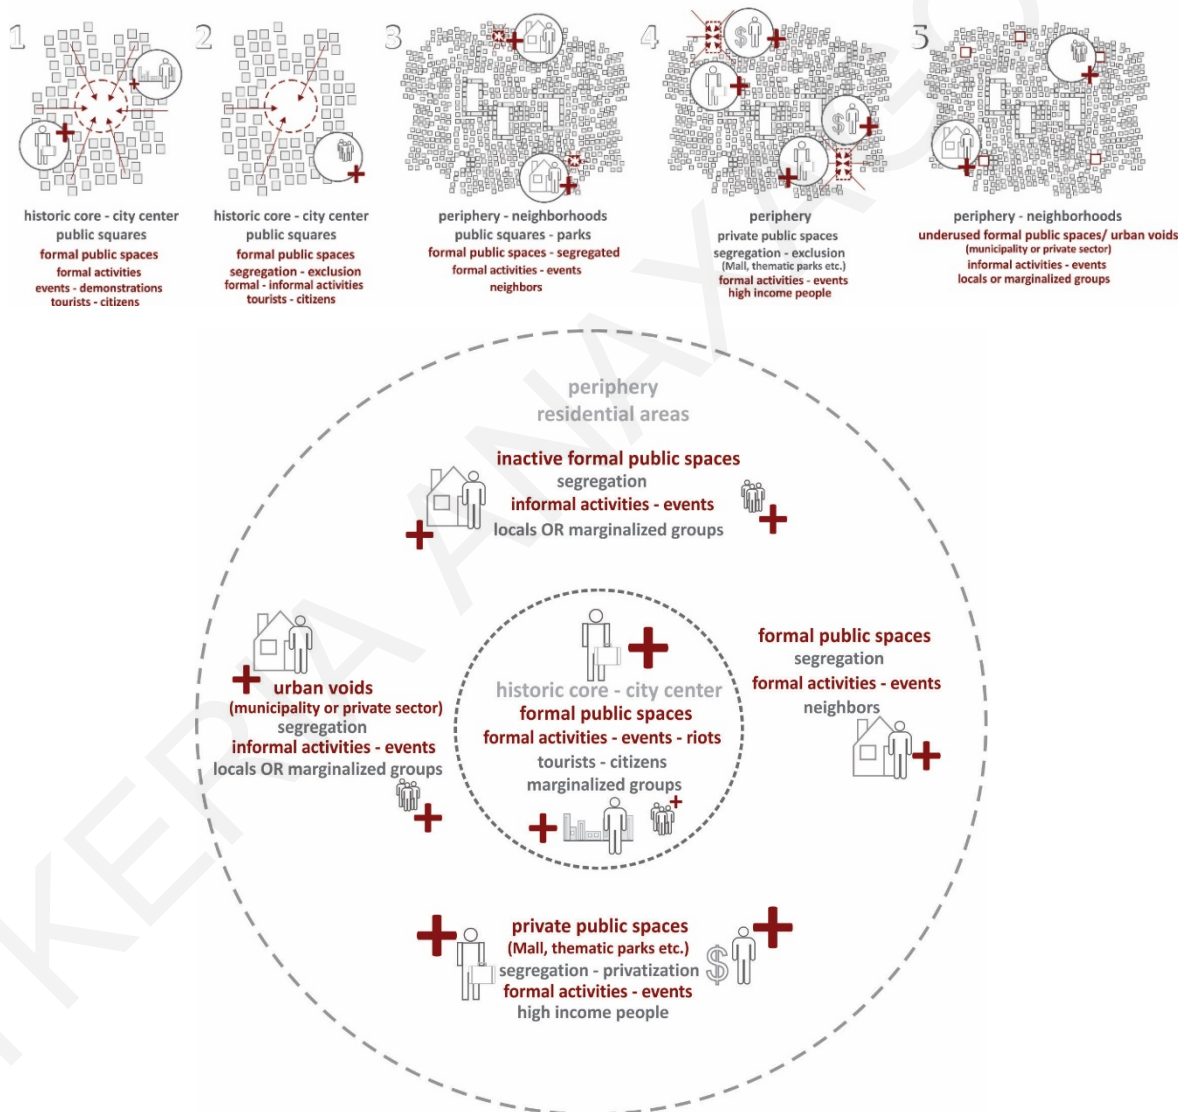 1
historic core - city center
public squares
formal public spaces
formal activities
events - demonstrations
tourists - citizens
2
historic core - city center
public squares
formal public spaces
segregation - exclusion
formal - informal activities
tourists - citizens
3
periphery - neighborhoods
public squares - parks
formal public spaces - segregated
formal activities - events
neighbors
4
$
$
periphery
private public spaces
segregation - exclusion
(Mall, thematic parks etc.)
formal activities - events
high income people
5
periphery - neighborhoods
underused formal public spaces/ urban voids
(municipality or private sector)
informal activities - events
locals or marginalized groups
periphery
residential areas
inactive formal public spaces
segregation
informal activities - events
locals OR marginalized groups
urban voids
(municipality or private sector)
segregation
informal activities - events
locals OR marginalized groups
historic core - city center
formal public spaces
formal activities - events - riots
tourists - citizens
marginalized groups
formal public spaces
segregation
formal activities - events
neighbors
private public spaces
(Mall, thematic parks etc.)
segregation - privatization
formal activities - events
high income people
$
KERIA ANAXAGO